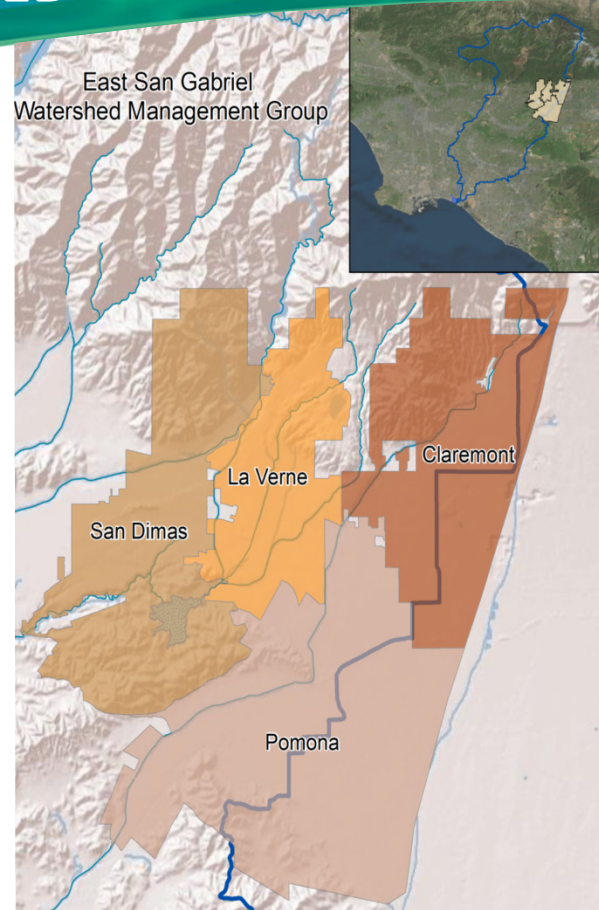 East San Gabriel
Watershed Management Group
La Verne
Claremont
San Dimas
Pomona